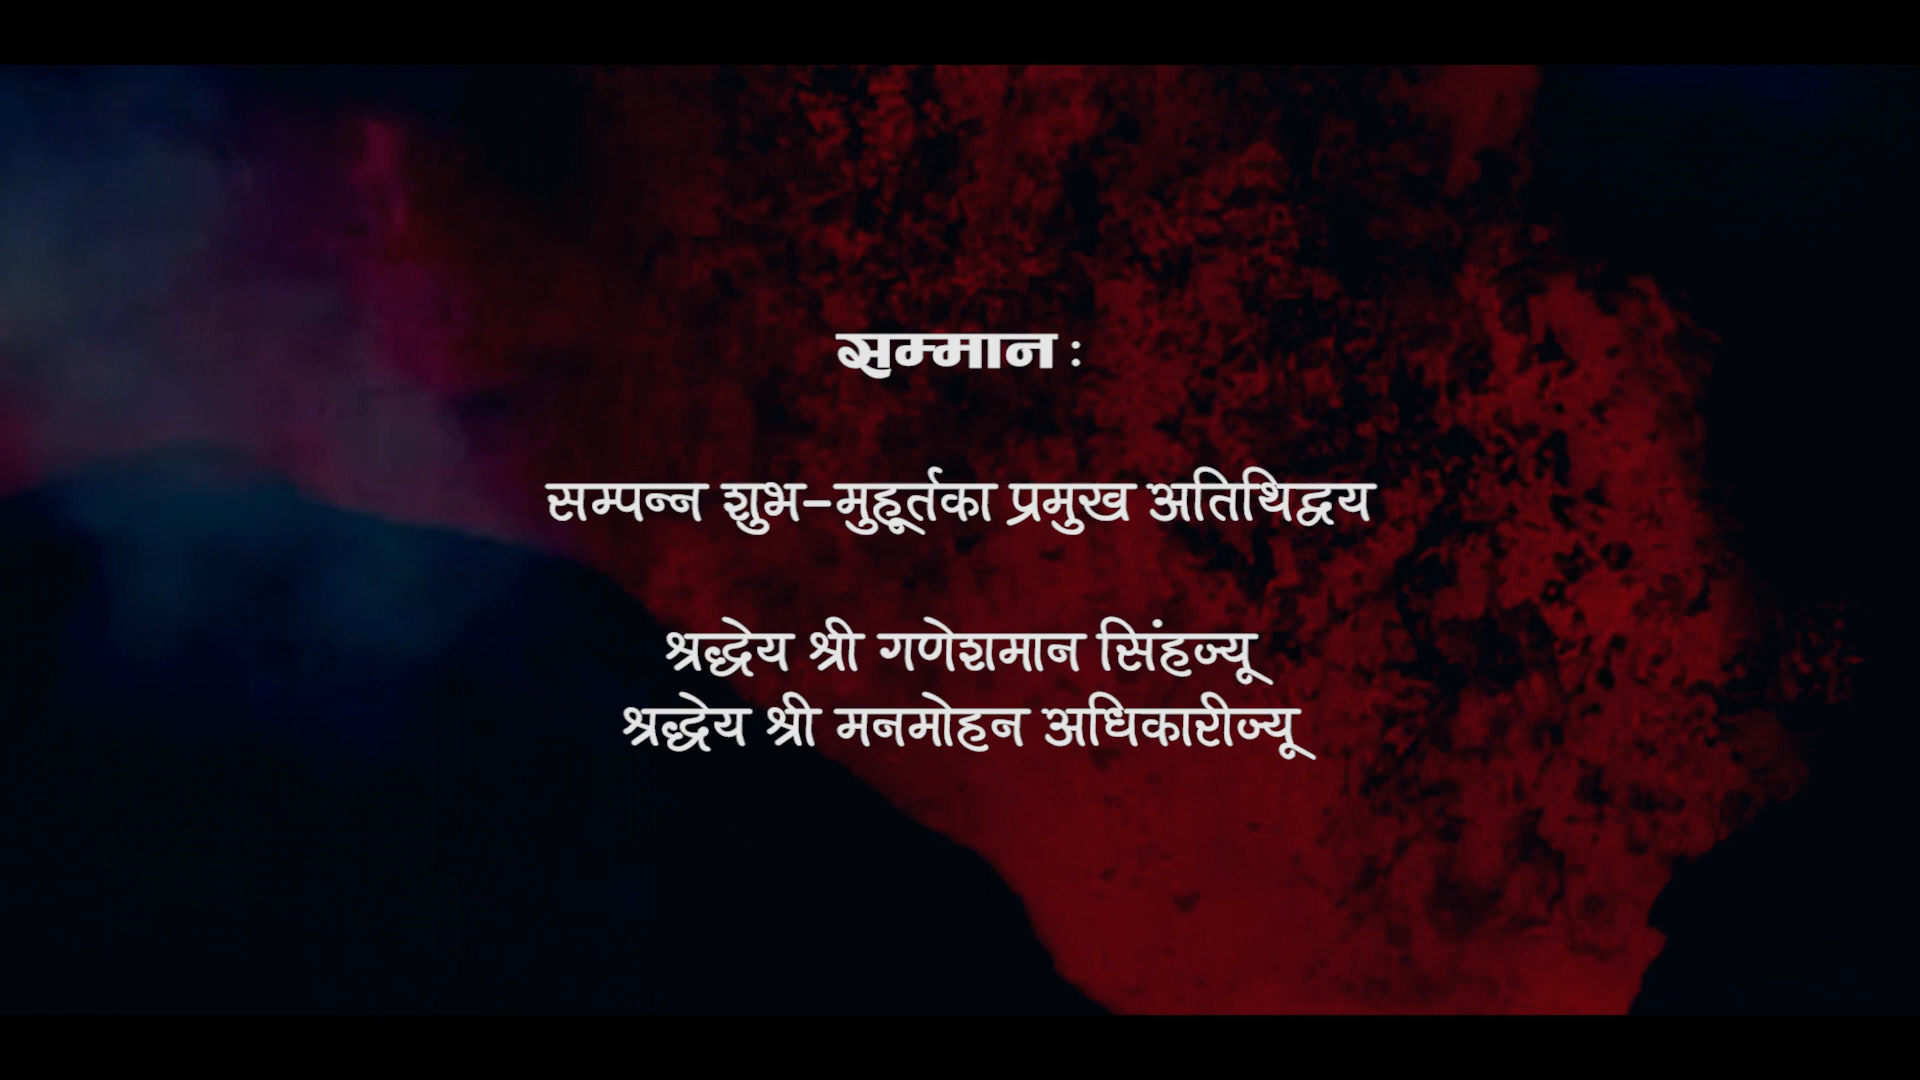 सम्मान :
सम्पन्न शुभ-मुहूर्तका प्रमुख अतिथिद्वय
श्रद्धेय श्री गणेशमान सिंहज्यू
श्रद्धेय श्री मनमोहन अधिकारीज्यू